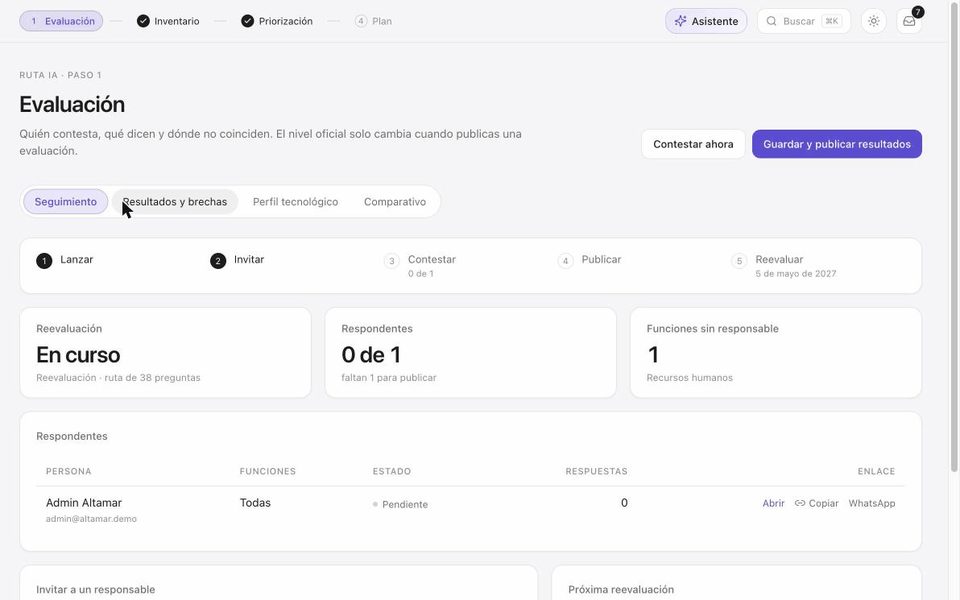 1 Evaluación
Inventario
Priorización
4 Plan
Asistente
Buscar ⌘K
7
RUTA IA · PASO 1
Evaluación
Quién contesta, qué dicen y dónde no coinciden. El nivel oficial solo cambia cuando publicas una
evaluación.
Contestar ahora
Guardar y publicar resultados
Seguimiento
Resultados y brechas
Perfil tecnológico
Comparativo
1 Lanzar
2 Invitar
3 Contestar
0 de 1
4 Publicar
5 Reevaluar
5 de mayo de 2027
Reevaluación
En curso
Reevaluación · ruta de 38 preguntas
Respondentes
0 de 1
faltan 1 para publicar
Funciones sin responsable
1
Recursos humanos
Respondentes
PERSONA FUNCIONES ESTADO RESPUESTAS ENLACE
Admin Altamar Todas Pendiente 0 Abrir Copiar WhatsApp
admin@altamar.demo
Invitar a un responsable
Próxima reevaluación